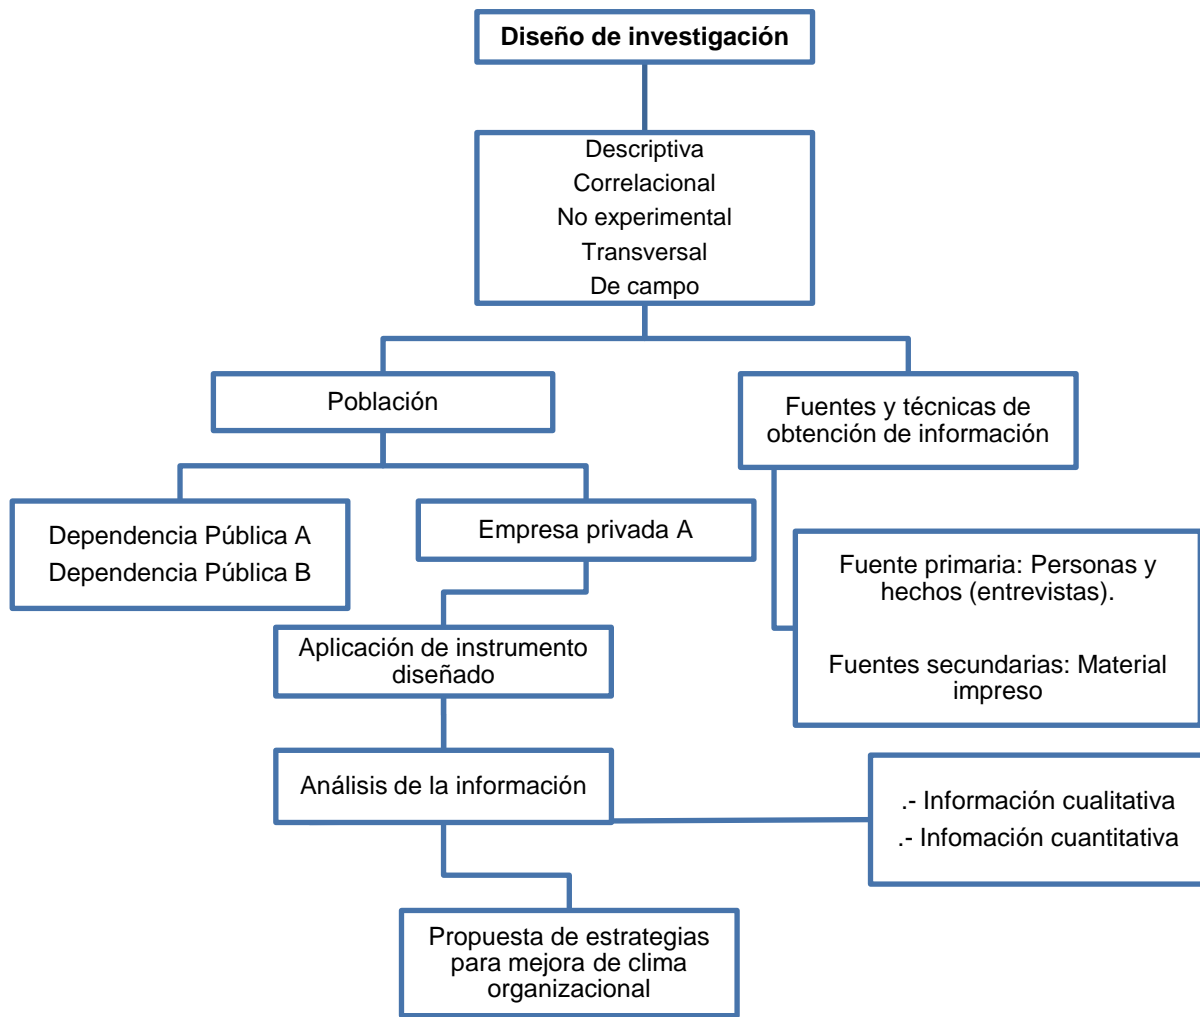 Diseño de investigación
Descriptiva
Correlacional
No experimental
Transversal
De campo
Población
Fuentes y técnicas de
obtención de información
Dependencia Pública A
Dependencia Pública B
Empresa privada A
Fuente primaria: Personas y
hechos (entrevistas).
Fuentes secundarias: Material
impreso
Aplicación de instrumento
diseñado
Análisis de la información
.- Información cualitativa
.- Infomación cuantitativa
Propuesta de estrategias
para mejora de clima
organizacional